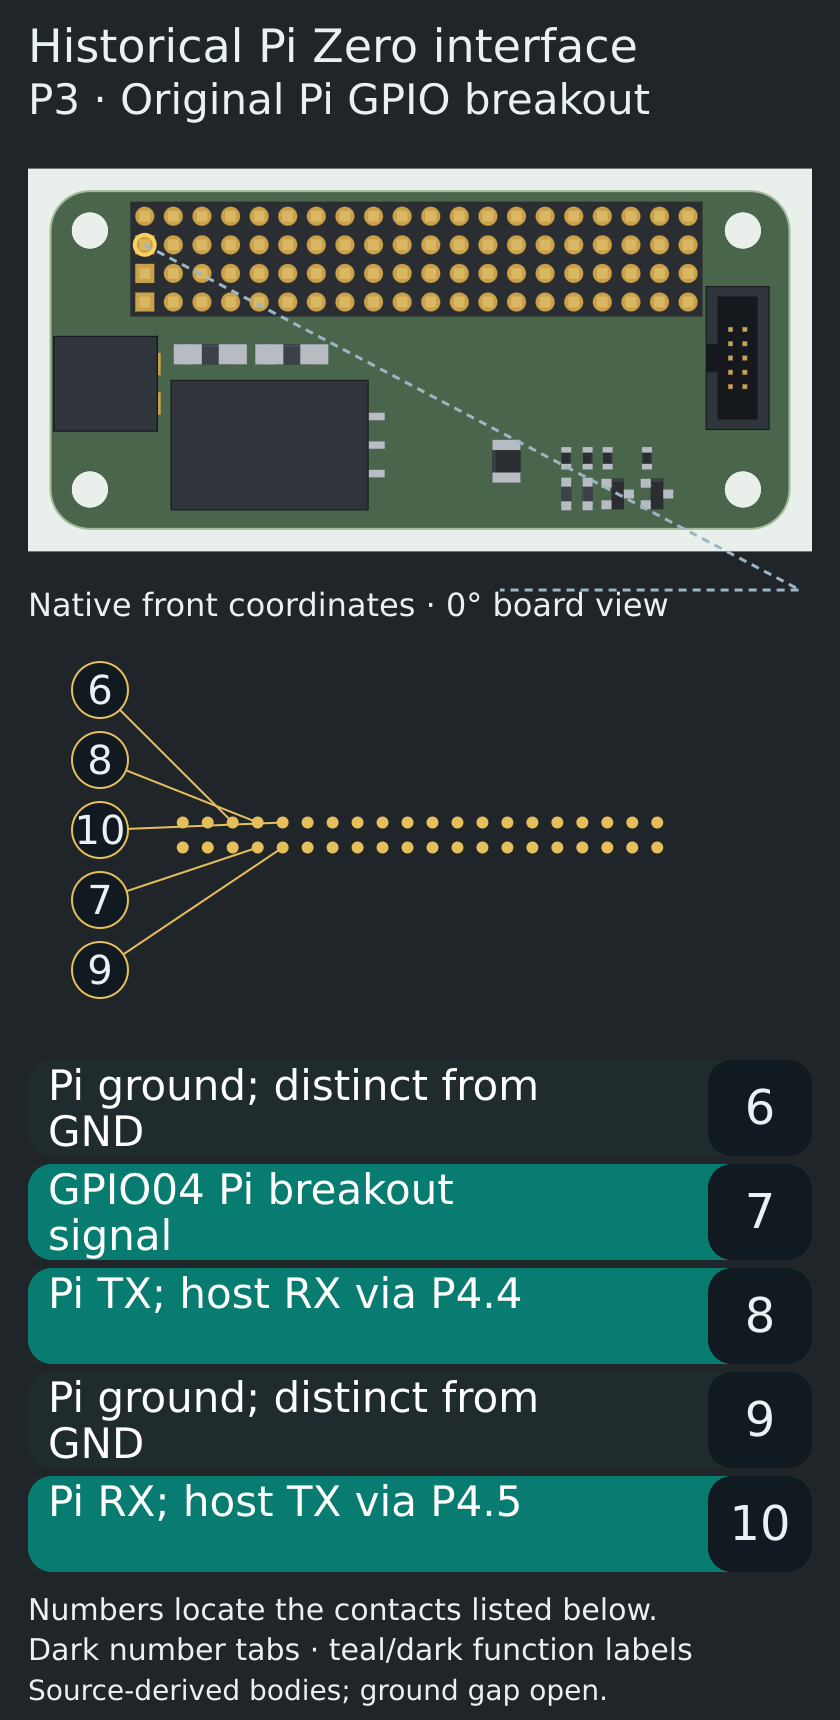 Historical Pi Zero interface
P3 · Original Pi GPIO breakout
Native front coordinates · 0° board view
6
8
10
7
9
Pi ground; distinct from
GND
6
GPIO04 Pi breakout
signal
7
Pi TX; host RX via P4.4
8
Pi ground; distinct from
GND
9
Pi RX; host TX via P4.5
10
Numbers locate the contacts listed below.
Dark number tabs · teal/dark function labels
Source-derived bodies; ground gap open.